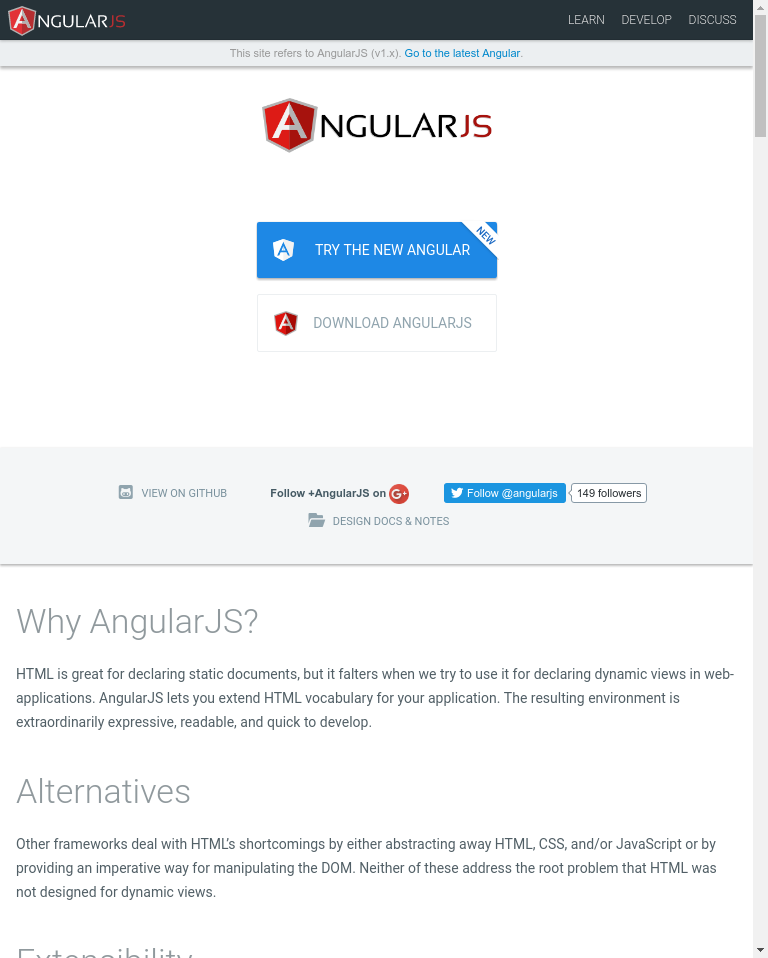 ANGULARJS LEARN DEVELOP DISCUSS
This site refers to AngularJS (v1.x). Go to the latest Angular.
ANGULARJS
NEW
TRY THE NEW ANGULAR
DOWNLOAD ANGULARJS
VIEW ON GITHUB Follow +AngularJS on G+ Follow @angularjs 149 followers
DESIGN DOCS & NOTES
Why AngularJS?
HTML is great for declaring static documents, but it falters when we try to use it for declaring dynamic views in web-
applications. AngularJS lets you extend HTML vocabulary for your application. The resulting environment is
extraordinarily expressive, readable, and quick to develop.
Alternatives
Other frameworks deal with HTML’s shortcomings by either abstracting away HTML, CSS, and/or JavaScript or by
providing an imperative way for manipulating the DOM. Neither of these address the root problem that HTML was
not designed for dynamic views.
Extensibility